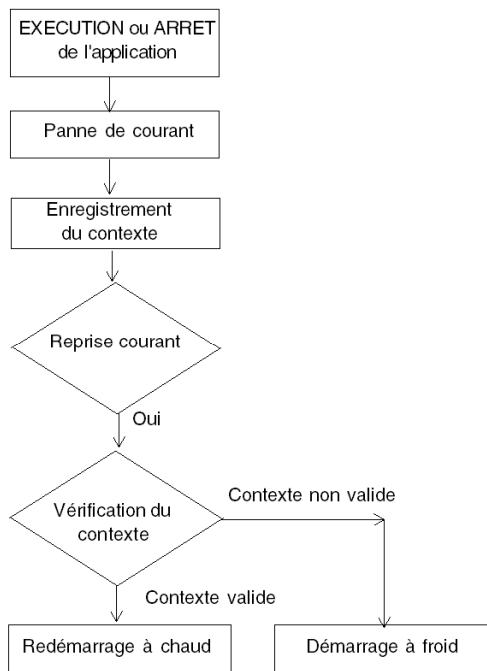 EXECUTION ou ARRET
de l'application
Panne de courant
Enregistrement
du contexte
Reprise courant
Oui
Contexte non valide
Vérification du
contexte
Contexte valide
Redémarrage à chaud
Démarrage à froid